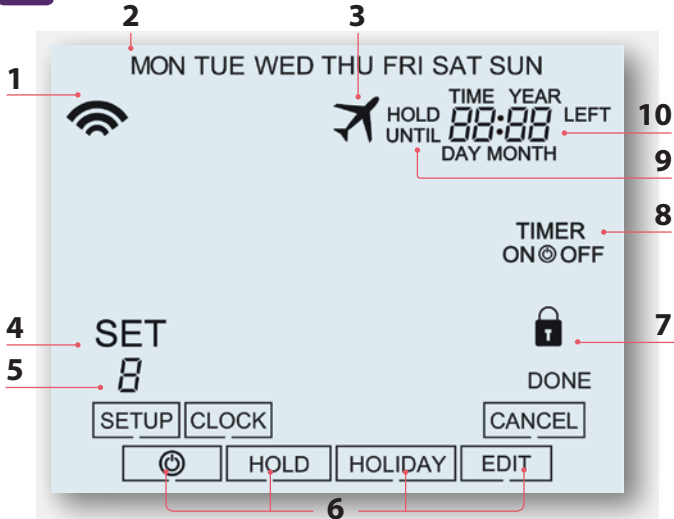 2 3
MON TUE WED THU FRI SAT SUN
1
TIME YEAR
HOLD 88:88 LEFT 10
UNTIL
DAY MONTH
9
8
TIMER
ON OFF
4 SET 7
5 8 DONE
SETUP CLOCK CANCEL
HOLD HOLIDAY EDIT
6